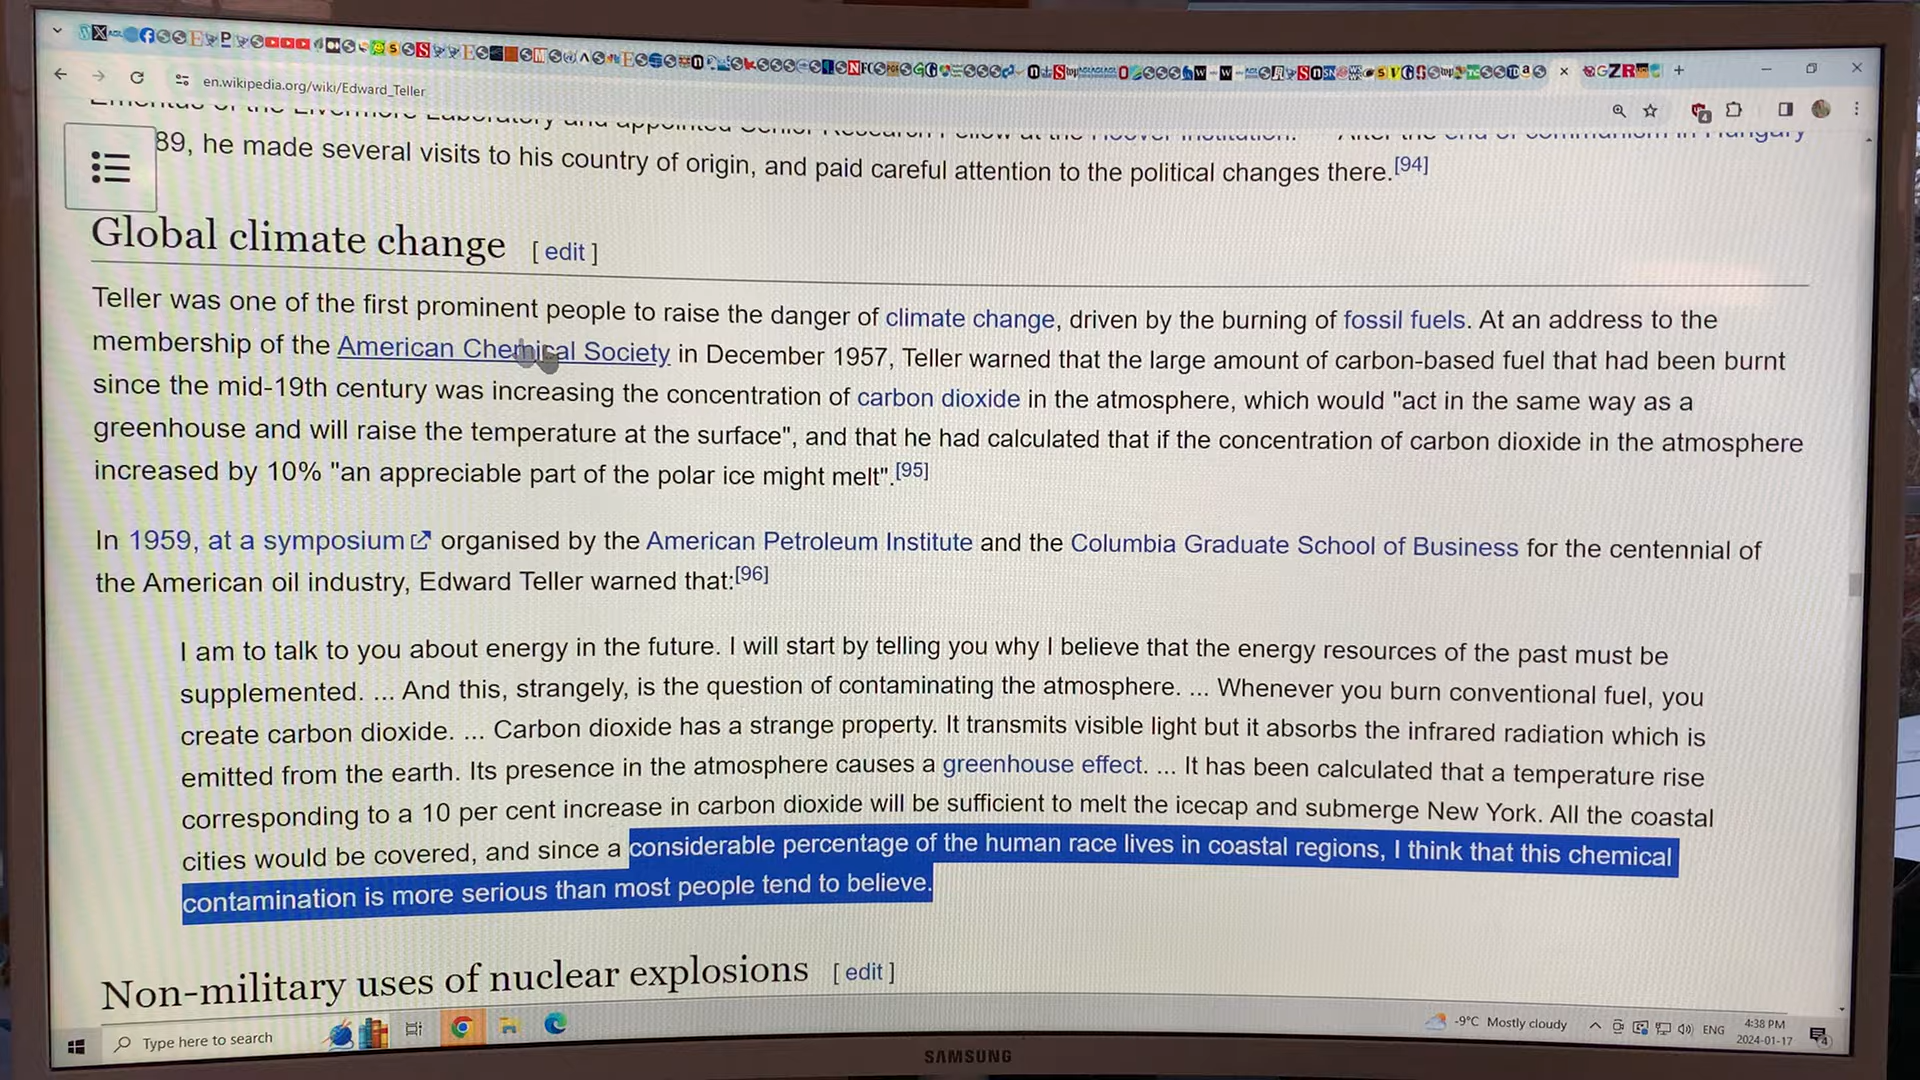 en.wikipedia.org/wiki/Edward_Teller
89, he made several visits to his country of origin, and paid careful attention to the political changes there.[94]
Global climate change [ edit ]
Teller was one of the first prominent people to raise the danger of climate change, driven by the burning of fossil fuels. At an address to the
membership of the American Chemical Society in December 1957, Teller warned that the large amount of carbon-based fuel that had been burnt
since the mid-19th century was increasing the concentration of carbon dioxide in the atmosphere, which would "act in the same way as a
greenhouse and will raise the temperature at the surface", and that he had calculated that if the concentration of carbon dioxide in the atmosphere
increased by 10% "an appreciable part of the polar ice might melt".[95]
In 1959, at a symposium organised by the American Petroleum Institute and the Columbia Graduate School of Business for the centennial of
the American oil industry, Edward Teller warned that:[96]
I am to talk to you about energy in the future. I will start by telling you why I believe that the energy resources of the past must be
supplemented. ... And this, strangely, is the question of contaminating the atmosphere. ... Whenever you burn conventional fuel, you
create carbon dioxide. ... Carbon dioxide has a strange property. It transmits visible light but it absorbs the infrared radiation which is
emitted from the earth. Its presence in the atmosphere causes a greenhouse effect. ... It has been calculated that a temperature rise
corresponding to a 10 per cent increase in carbon dioxide will be sufficient to melt the icecap and submerge New York. All the coastal
cities would be covered, and since a considerable percentage of the human race lives in coastal regions, I think that this chemical
contamination is more serious than most people tend to believe.
Non-military uses of nuclear explosions [ edit ]
Type here to search
-9°C Mostly cloudy
ENG
4:38 PM
2024-01-17
SAMSUNG